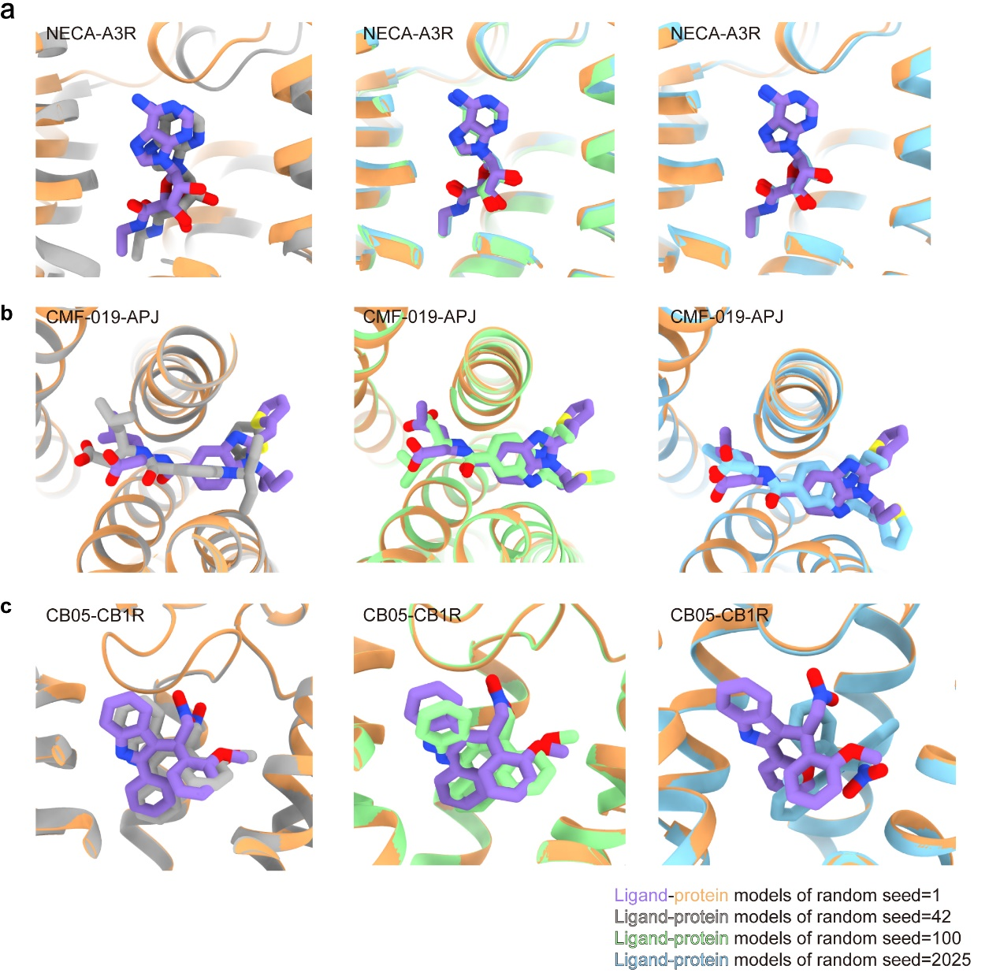 a
NECA-A3R
NECA-A3R
NECA-A3R
b
CMF-019-APJ
CMF-019-APJ
CMF-019-APJ
c
CB05-CB1R
CB05-CB1R
CB05-CB1R
Ligand-protein models of random seed=1
Ligand-protein models of random seed=42
Ligand-protein models of random seed=100
Ligand-protein models of random seed=2025